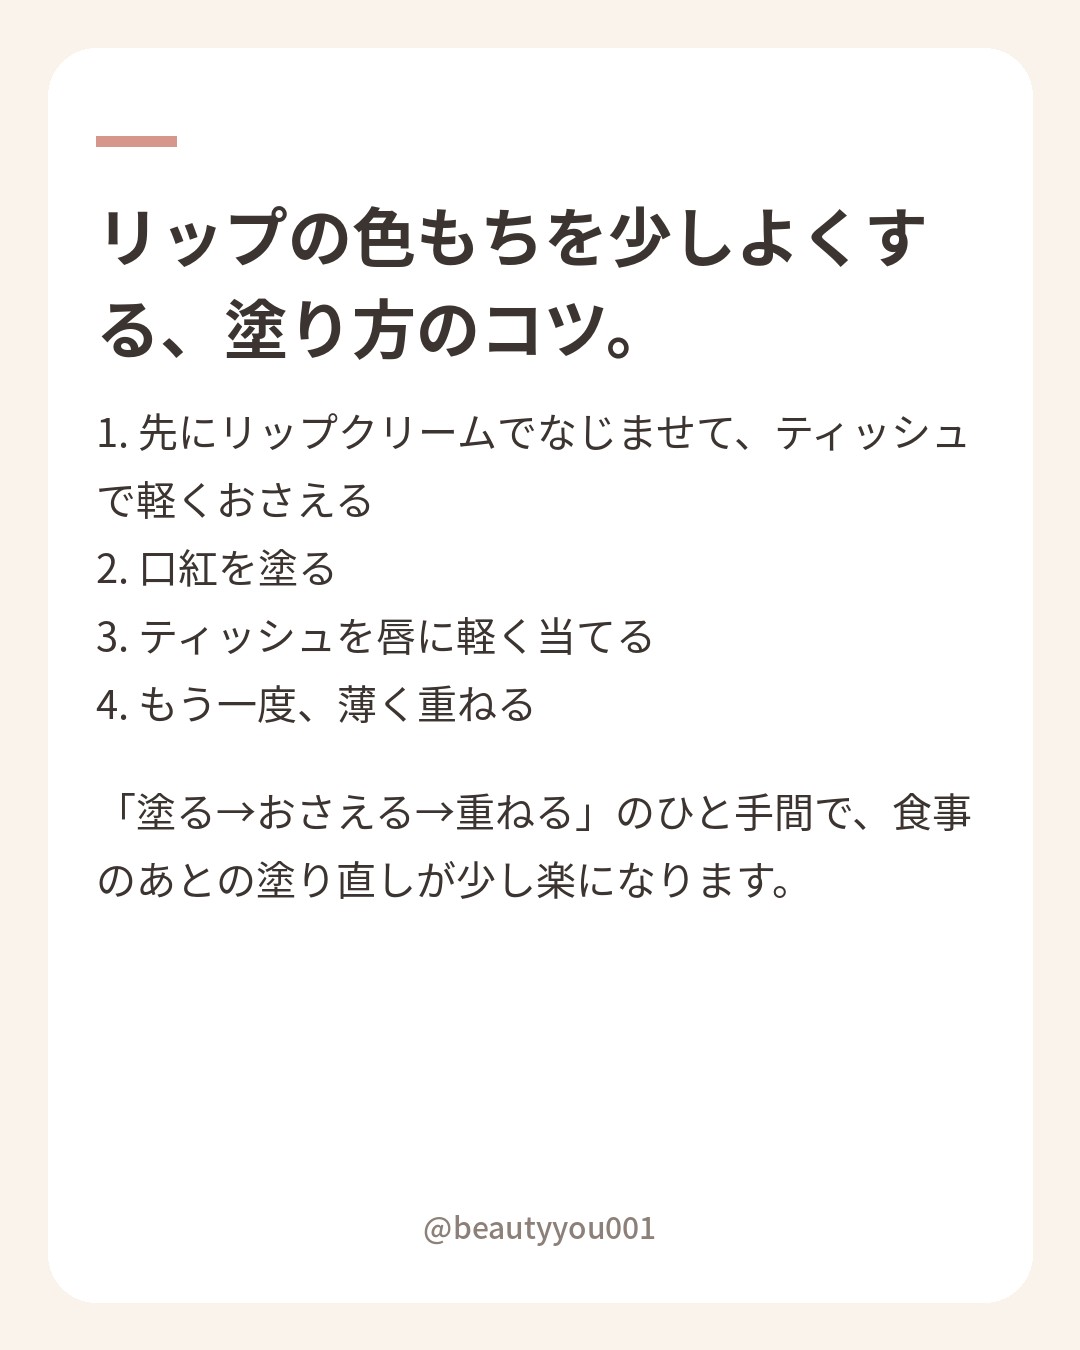 リップの色もちを少しよくす
る、塗り方のコツ。
1. 先にリップクリームでなじませて、ティッシュ
で軽くおさえる
2. 口紅を塗る
3. ティッシュを唇に軽く当てる
4. もう一度、薄く重ねる
「塗る→おさえる→重ねる」のひと手間で、食事
のあとの塗り直しが少し楽になります。
@beautyyou001